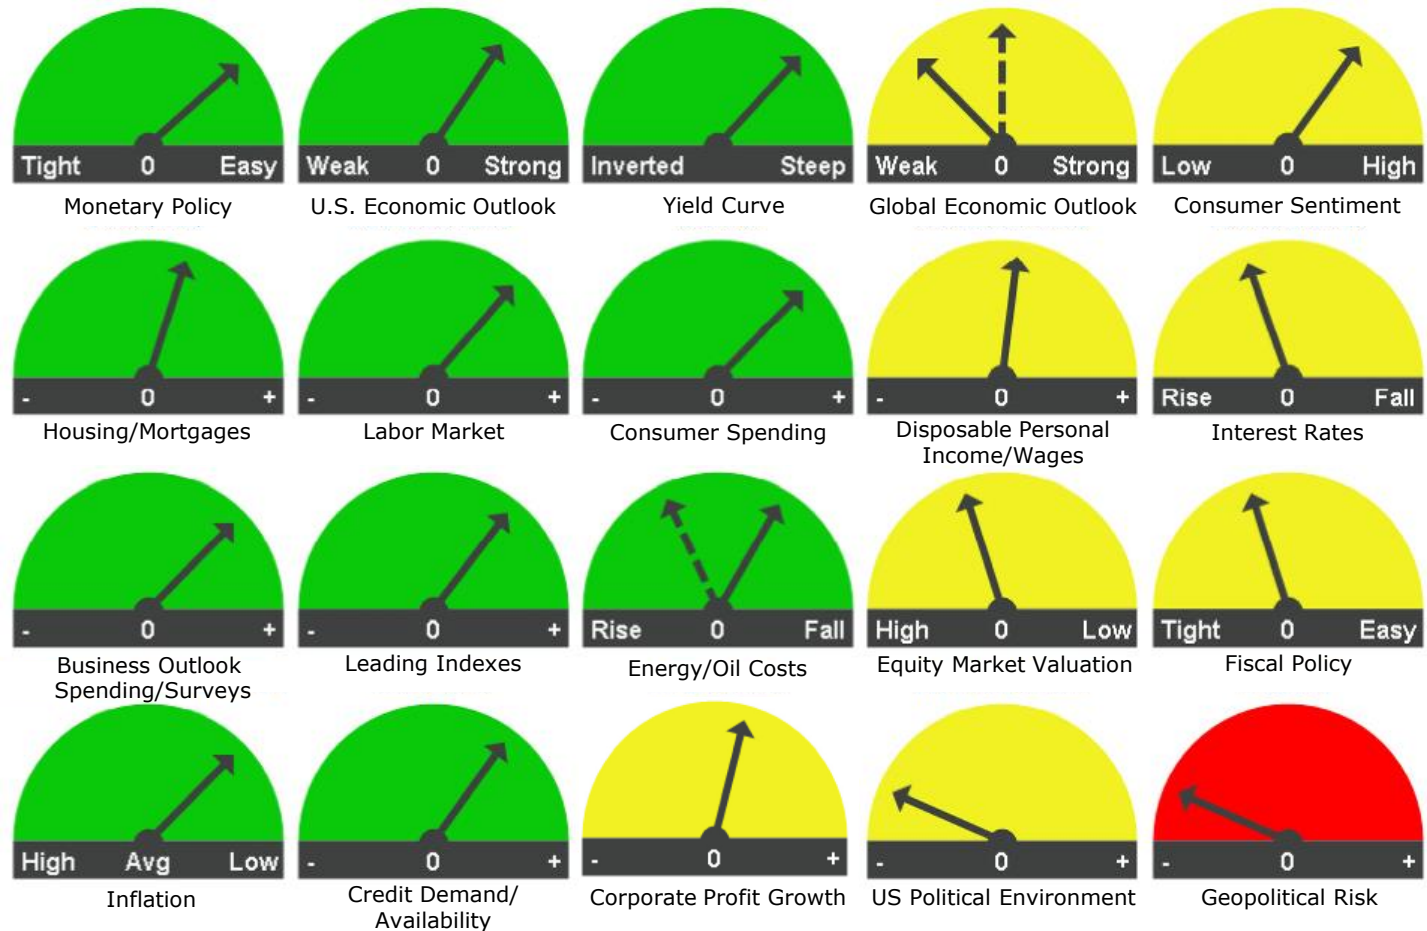 Tight 0 Easy
Weak 0 Strong
Inverted Steep
Weak 0 Strong
Low 0 High
Monetary Policy
U.S. Economic Outlook
Yield Curve
Global Economic Outlook
Consumer Sentiment
- 0 +
- 0 +
- 0 +
- 0 +
Rise 0 Fall
Housing/Mortgages
Labor Market
Consumer Spending
Disposable Personal
Income/Wages
Interest Rates
- 0 +
- 0 +
Rise 0 Fall
High 0 Low
Tight 0 Easy
Business Outlook
Spending/Surveys
Leading Indexes
Energy/Oil Costs
Equity Market Valuation
Fiscal Policy
High Avg Low
- 0 +
- 0 +
- 0 +
- 0 +
Inflation
Credit Demand/
Availability
Corporate Profit Growth
US Political Environment
Geopolitical Risk